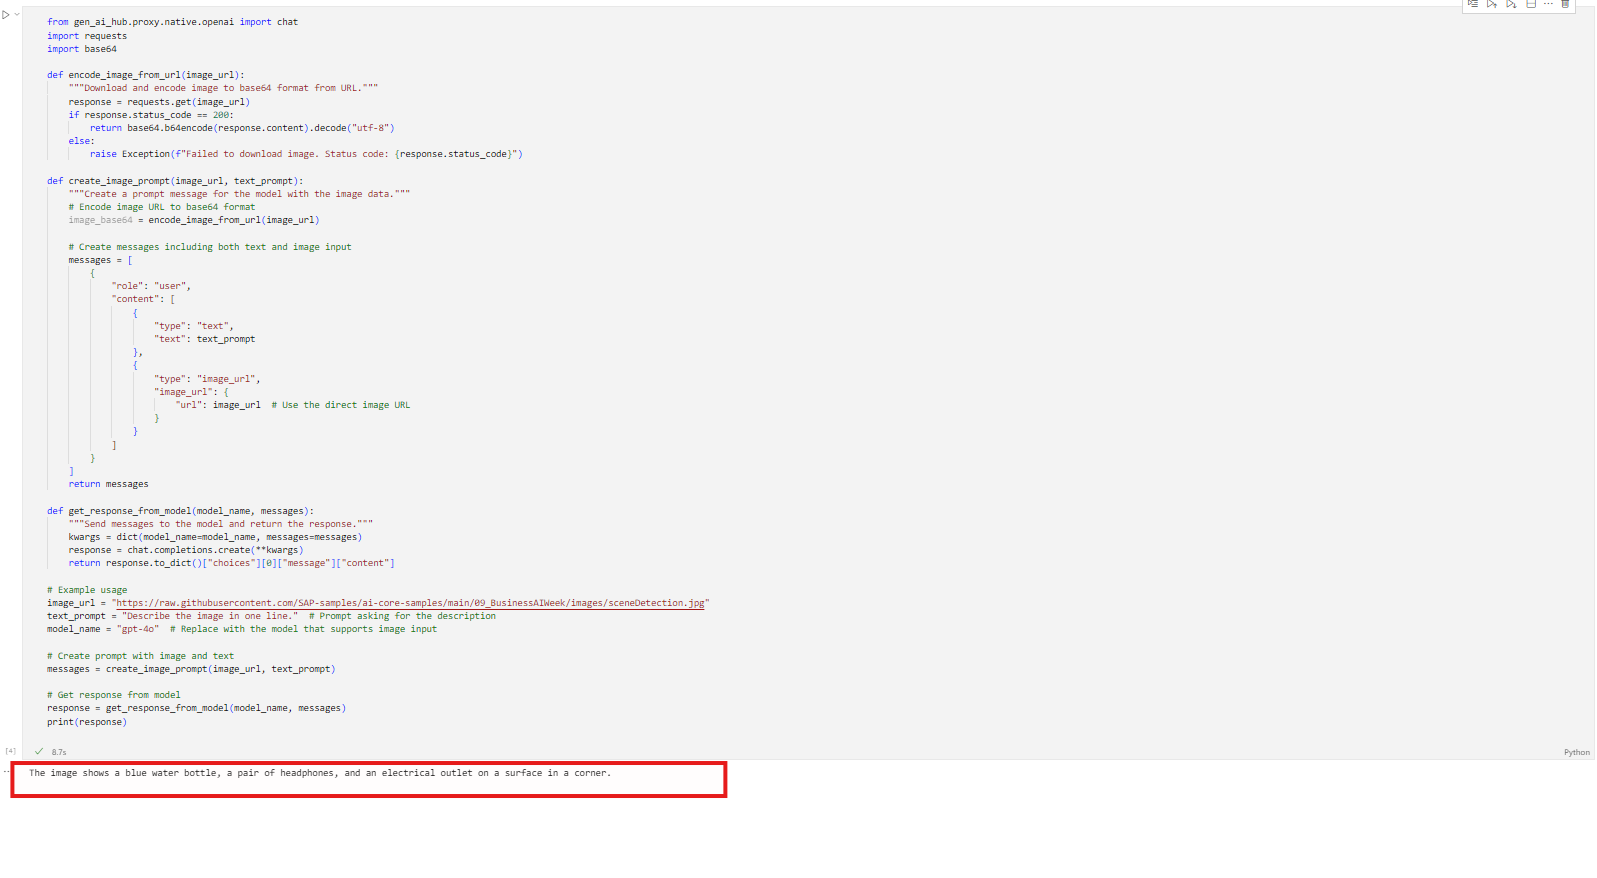 from gen_ai_hub.proxy.native.openai import chat
import requests
import base64

def encode_image_from_url(image_url):
    """Download and encode image to base64 format from URL."""
    response = requests.get(image_url)
    if response.status_code == 200:
        return base64.b64encode(response.content).decode("utf-8")
    else:
        raise Exception(f"Failed to download image. Status code: {response.status_code}")

def create_image_prompt(image_url, text_prompt):
    """Create a prompt message for the model with the image data."""
    # Encode image URL to base64 format
    image_base64 = encode_image_from_url(image_url)

    # Create messages including both text and image input
    messages = [
        {
            "role": "user",
            "content": [
                {
                    "type": "text",
                    "text": text_prompt
                },
                {
                    "type": "image_url",
                    "image_url": {
                        "url": image_url  # Use the direct image URL
                    }
                }
            ]
        }
    ]
    return messages

def get_response_from_model(model_name, messages):
    """Send messages to the model and return the response."""
    kwargs = dict(model_name=model_name, messages=messages)
    response = chat.completions.create(**kwargs)
    return response.to_dict()["choices"][0]["message"]["content"]

# Example usage
image_url = "https://raw.githubusercontent.com/SAP-samples/ai-core-samples/main/09_BusinessAIWeek/images/sceneDetection.jpg"
text_prompt = "Describe the image in one line."  # Prompt asking for the description
model_name = "gpt-4o"  # Replace with the model that supports image input

# Create prompt with image and text
messages = create_image_prompt(image_url, text_prompt)

# Get response from model
response = get_response_from_model(model_name, messages)
print(response)
[4] 8.7s Python
The image shows a blue water bottle, a pair of headphones, and an electrical outlet on a surface in a corner.